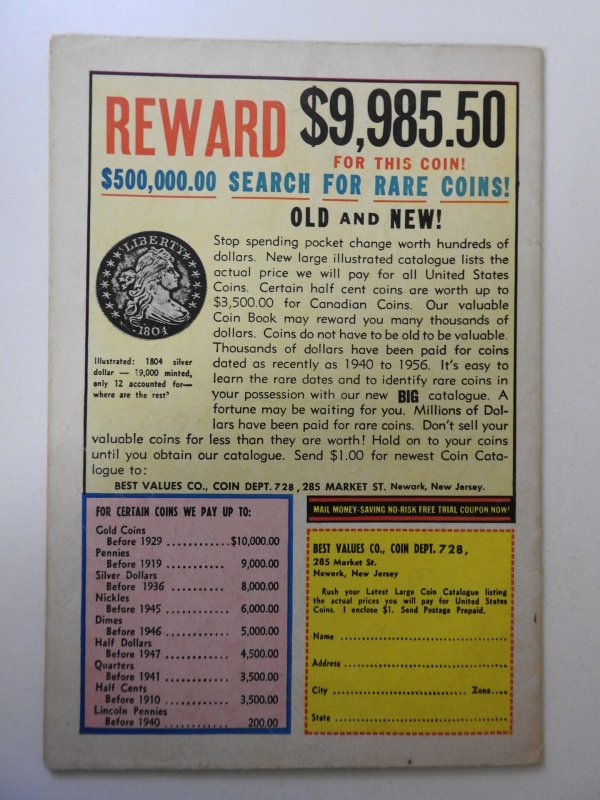 REWARD $9,985.50
FOR THIS COIN!
$500,000.00 SEARCH FOR RARE COINS!
OLD AND NEW!
LIBERTY
1804
Illustrated: 1804 silver
dollar — 19,000 minted,
only 12 accounted for—
where are the rest?
Stop spending pocket change worth hundreds of
dollars. New large illustrated catalogue lists the
actual price we will pay for all United States
Coins. Certain half cent coins are worth up to
$3,500.00 for Canadian Coins. Our valuable
Coin Book may reward you many thousands of
dollars. Coins do not have to be old to be valuable.
Thousands of dollars have been paid for coins
dated as recently as 1940 to 1956. It's easy to
learn the rare dates and to identify rare coins in
your possession with our new BIG catalogue. A
fortune may be waiting for you. Millions of Dol-
lars have been paid for rare coins. Don't sell your
valuable coins for less than they are worth! Hold on to your coins
until you obtain our catalogue. Send $1.00 for newest Coin Cata-
logue to:
BEST VALUES CO., COIN DEPT. 728, 285 MARKET ST. Newark, New Jersey.
FOR CERTAIN COINS WE PAY UP TO:
Gold Coins
Before 1929 ............$10,000.00
Pennies
Before 1919 ............ 9,000.00
Silver Dollars
Before 1936 ............ 8,000.00
Nickles
Before 1945 ............ 6,000.00
Dimes
Before 1946 ............ 5,000.00
Half Dollars
Before 1947 ............ 4,500.00
Quarters
Before 1941 ............ 3,500.00
Half Cents
Before 1910 ............ 3,500.00
Lincoln Pennies
Before 1940 ............ 200.00
MAIL MONEY-SAVING NO-RISK FREE TRIAL COUPON NOW!
BEST VALUES CO., COIN DEPT. 728,
285 Market St.
Newark, New Jersey
Rush your Latest Large Coin Catalogue listing
the actual prices you will pay for United States
Coins. I enclose $1. Send Postage Prepaid.
Name ....................
Address ....................
City .................... Zone....
State ....................